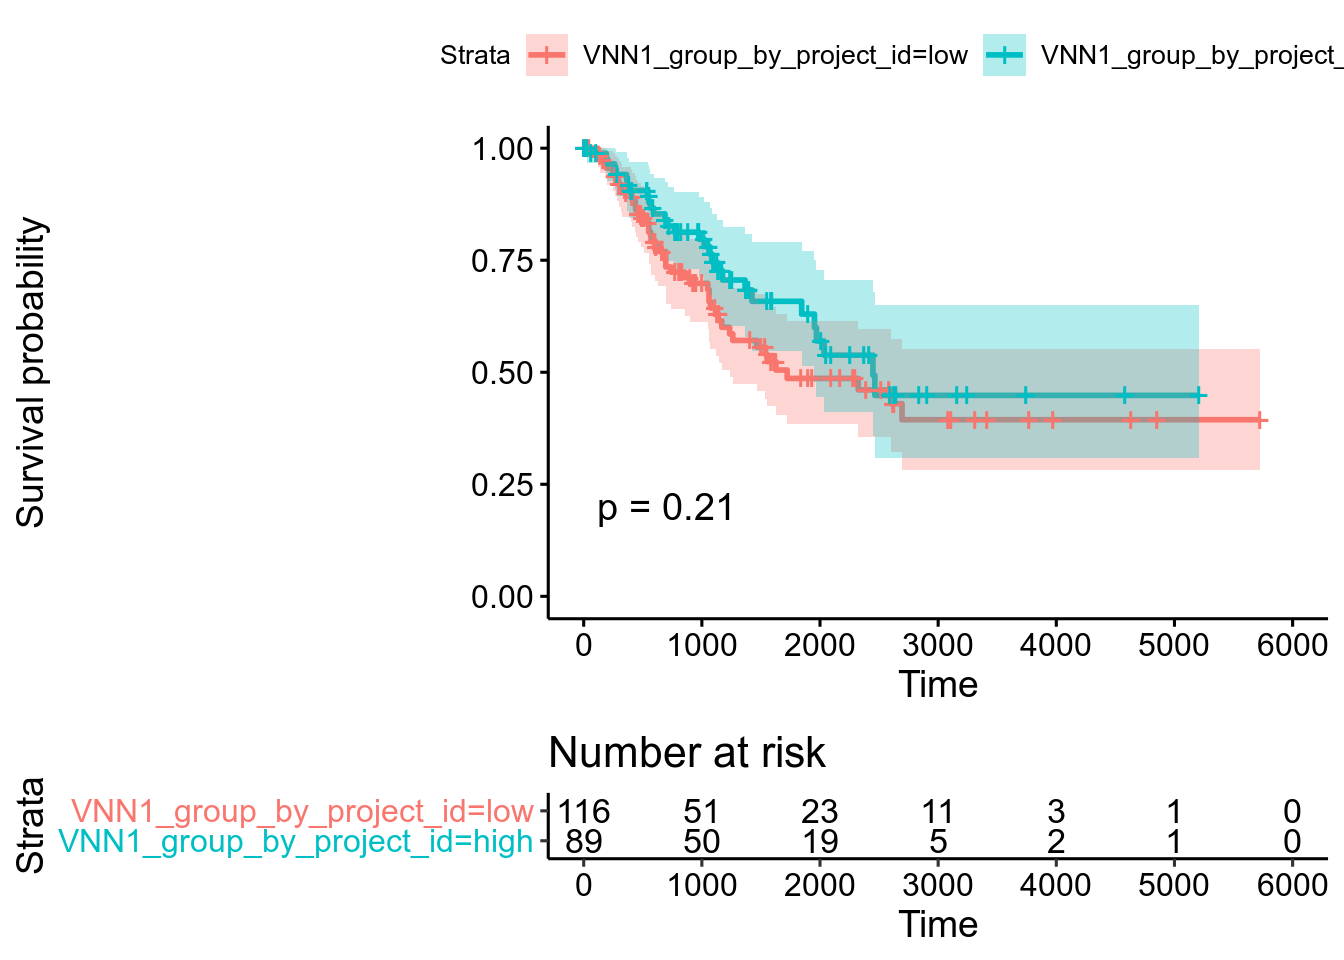 Strata VNN1_group_by_project_id=low VNN1_group_by_project_
Survival probability
1.00
0.75
0.50
0.25
0.00
p = 0.21
0 1000 2000 3000 4000 5000 6000
Time
Number at risk
Strata
VNN1_group_by_project_id=low 116 51 23 11 3 1 0
VNN1_group_by_project_id=high 89 50 19 5 2 1 0
0 1000 2000 3000 4000 5000 6000
Time